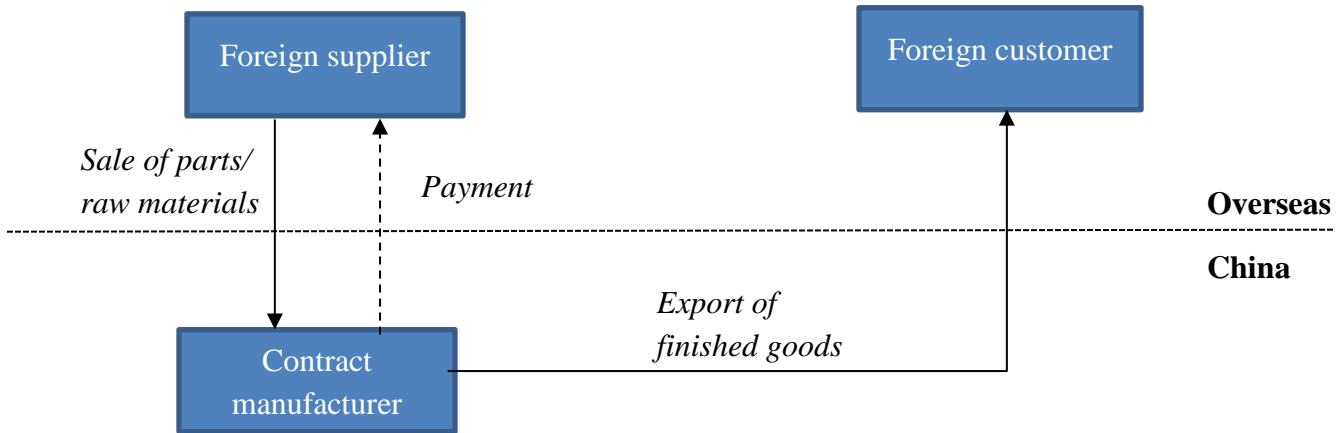 Foreign supplier
Foreign customer
Sale of parts/
raw materials
Payment
Overseas
China
Export of
finished goods
Contract
manufacturer